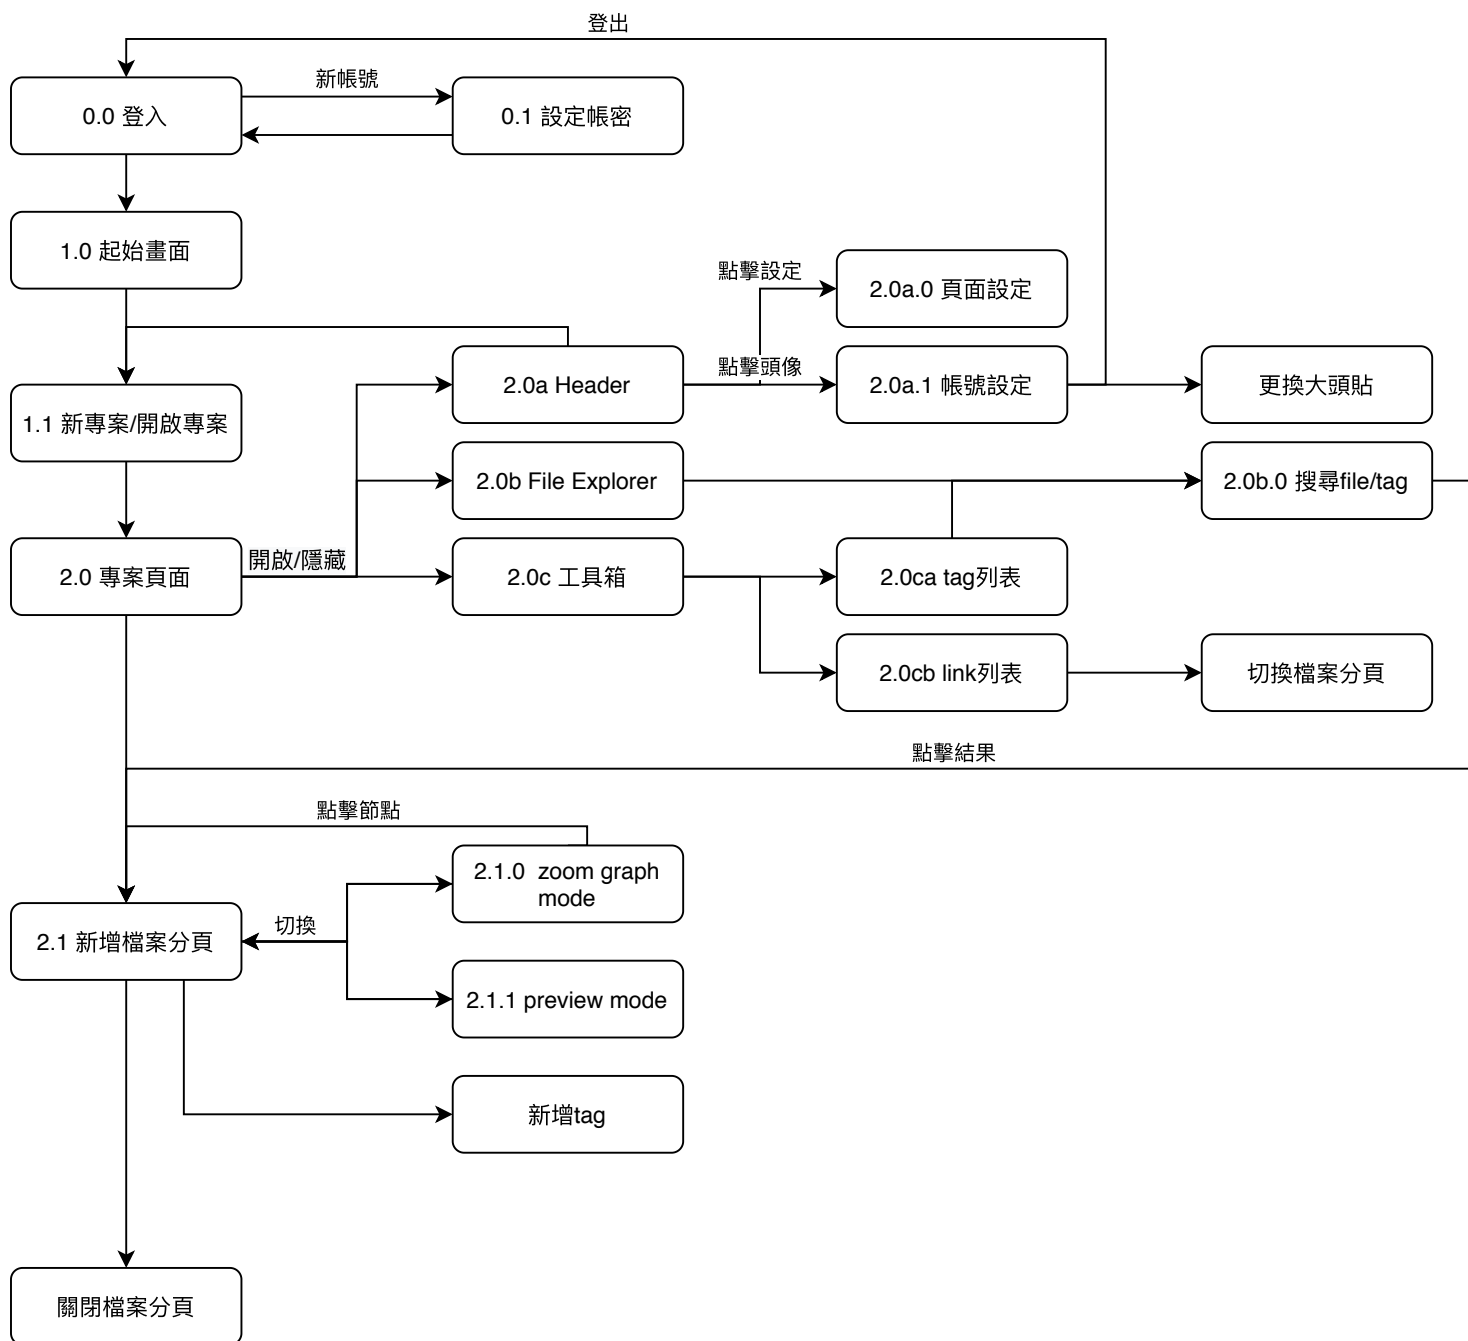 登出
新帳號
0.0 登入
0.1 設定帳密
1.0 起始畫面
點擊設定
2.0a.0 頁面設定
2.0a Header
點擊頭像
2.0a.1 帳號設定
更換大頭貼
1.1 新專案/開啟專案
2.0b File Explorer
2.0b.0 搜尋file/tag
開啟/隱藏
2.0 專案頁面
2.0c 工具箱
2.0ca tag列表
2.0cb link列表
切換檔案分頁
點擊結果
點擊節點
2.1.0 zoom graph
mode
切換
2.1 新增檔案分頁
2.1.1 preview mode
新增tag
關閉檔案分頁